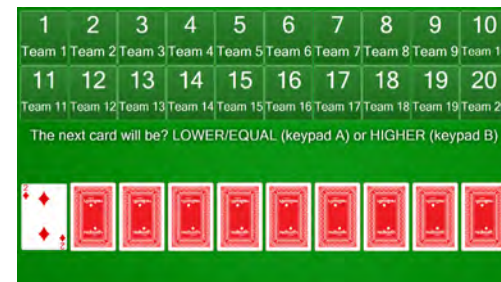 1 2 3 4 5 6 7 8 9 10
Team 1 Team 2 Team 3 Team 4 Team 5 Team 6 Team 7 Team 8 Team 9 Team 1
11 12 13 14 15 16 17 18 19 20
Team 11 Team 12 Team 13 Team 14 Team 15 Team 16 Team 17 Team 18 Team 19 Team 2
The next card will be? LOWER/EQUAL (keypad A) or HIGHER (keypad B)
2
2